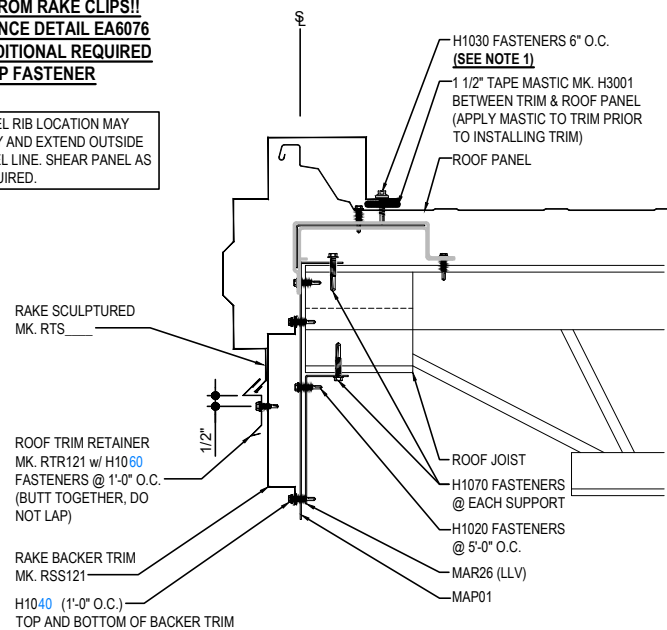 ROM RAKE CLIPS!!
NCE DETAIL EA6076
DITIONAL REQUIRED
P FASTENER
EL RIB LOCATION MAY
Y AND EXTEND OUTSIDE
EL LINE. SHEAR PANEL AS
UIRED.
H1030 FASTENERS 6" O.C.
(SEE NOTE 1)
1 1/2" TAPE MASTIC MK. H3001
BETWEEN TRIM & ROOF PANEL
(APPLY MASTIC TO TRIM PRIOR
TO INSTALLING TRIM)
ROOF PANEL
RAKE SCULPTURED
MK. RTS____
1/2"
ROOF TRIM RETAINER
MK. RTR121 w/ H1060
FASTENERS @ 1'-0" O.C.
(BUTT TOGETHER, DO
NOT LAP)
RAKE BACKER TRIM
MK. RSS121
H1040 (1'-0" O.C.)
TOP AND BOTTOM OF BACKER TRIM
ROOF JOIST
H1070 FASTENERS
@ EACH SUPPORT
H1020 FASTENERS
@ 5'-0" O.C.
MAR26 (LLV)
MAP01